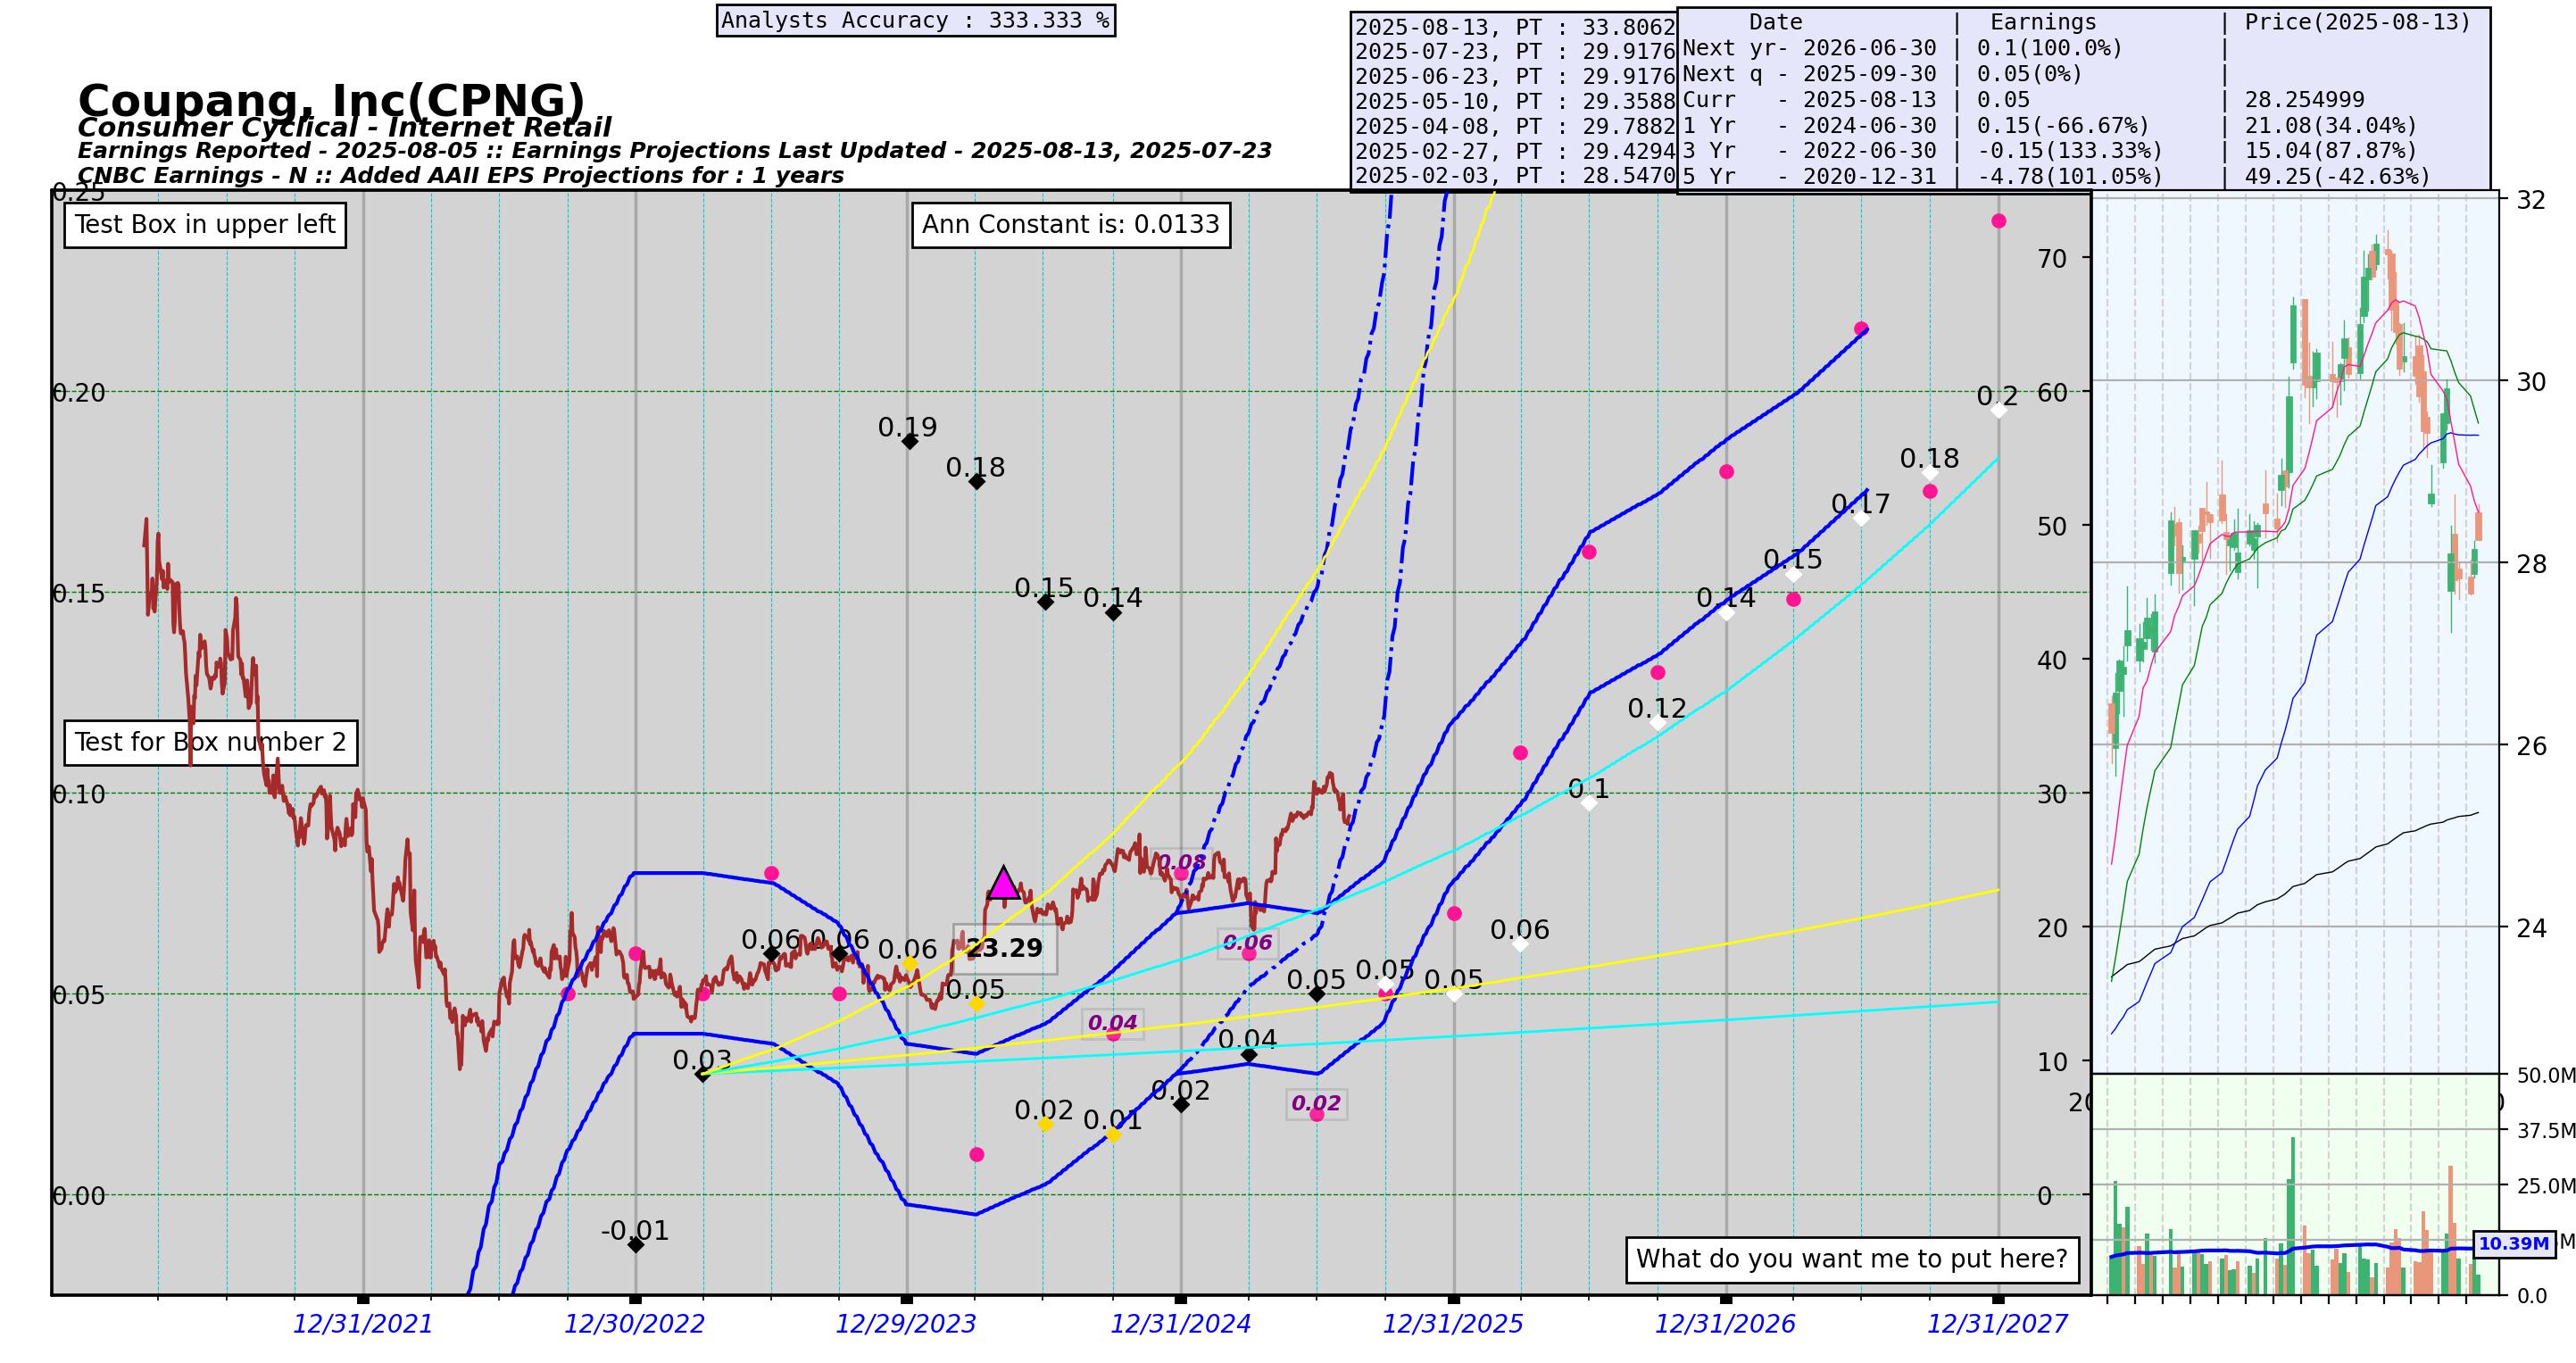 Analysts Accuracy : 333.333 %
2025-08-13, PT : 33.8062
2025-07-23, PT : 29.9176
2025-06-23, PT : 29.9176
2025-05-10, PT : 29.3588
2025-04-08, PT : 29.7882
2025-02-27, PT : 29.4294
2025-02-03, PT : 28.5470
Date | Earnings | Price(2025-08-13)
Next yr- 2026-06-30 | 0.1(100.0%) |
Next q - 2025-09-30 | 0.05(0%) |
Curr - 2025-08-13 | 0.05 | 28.254999
1 Yr - 2024-06-30 | 0.15(-66.67%) | 21.08(34.04%)
3 Yr - 2022-06-30 | -0.15(133.33%) | 15.04(87.87%)
5 Yr - 2020-12-31 | -4.78(101.05%) | 49.25(-42.63%)
Coupang, Inc(CPNG)
Consumer Cyclical - Internet Retail
Earnings Reported - 2025-08-05 :: Earnings Projections Last Updated - 2025-08-13, 2025-07-23
CNBC Earnings - N :: Added AAII EPS Projections for : 1 years
0.25
0.20
0.15
0.10
0.05
0.00
Test Box in upper left
Ann Constant is: 0.0133
Test for Box number 2
What do you want me to put here?
-0.01
0.03
0.06
0.06
0.06
0.19
0.18
0.05
23.29
0.15
0.02
0.14
0.04
0.01
0.08
0.02
0.06
0.04
0.05
0.02
0.05
0.05
0.06
0.1
0.12
0.14
0.15
0.17
0.18
0.2
70
60
50
40
30
20
10
0
32
30
28
26
24
50.0M
37.5M
25.0M
10.39M
0.0
12/31/2021
12/30/2022
12/29/2023
12/31/2024
12/31/2025
12/31/2026
12/31/2027